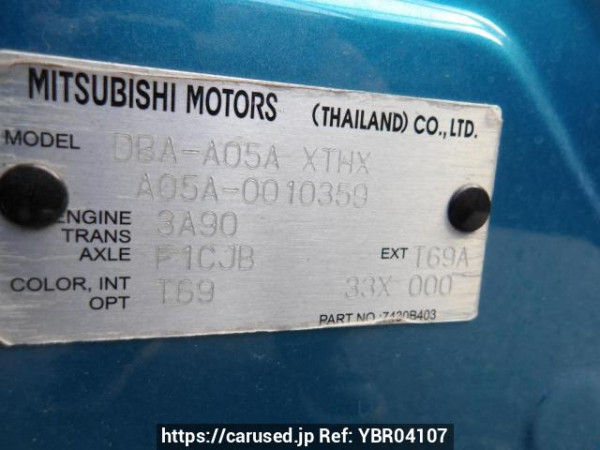 MITSUBISHI MOTORS (THAILAND) CO., LTD.
MODEL DBA-A05A XTHX
A05A-0010359
ENGINE 3A90
TRANS
AXLE F1CJB EXT T69A
COLOR, INT T69 33X 000
OPT
PART NO :7420B403
https://carused.jp Ref: YBR04107